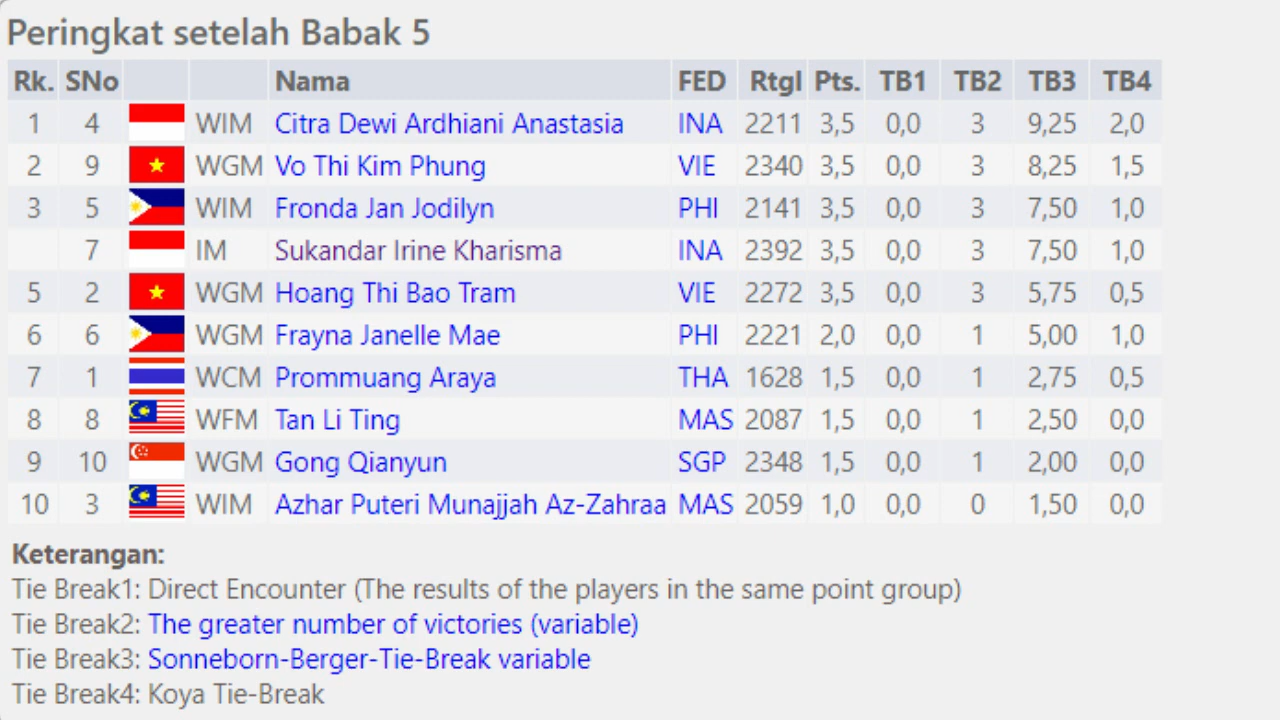 Peringkat setelah Babak 5
Rk. SNo Nama FED RtgI Pts. TB1 TB2 TB3 TB4
1 4 WIM Citra Dewi Ardhiani Anastasia INA 2211 3,5 0,0 3 9,25 2,0
2 9 WGM Vo Thi Kim Phung VIE 2340 3,5 0,0 3 8,25 1,5
3 5 WIM Fronda Jan Jodilyn PHI 2141 3,5 0,0 3 7,50 1,0
7 IM Sukandar Irine Kharisma INA 2392 3,5 0,0 3 7,50 1,0
5 2 WGM Hoang Thi Bao Tram VIE 2272 3,5 0,0 3 5,75 0,5
6 6 WGM Frayna Janelle Mae PHI 2221 2,0 0,0 1 5,00 1,0
7 1 WCM Prommuang Araya THA 1628 1,5 0,0 1 2,75 0,5
8 8 WFM Tan Li Ting MAS 2087 1,5 0,0 1 2,50 0,0
9 10 WGM Gong Qianyun SGP 2348 1,5 0,0 1 2,00 0,0
10 3 WIM Azhar Puteri Munajjah Az-Zahraa MAS 2059 1,0 0,0 0 1,50 0,0
Keterangan:
Tie Break1: Direct Encounter (The results of the players in the same point group)
Tie Break2: The greater number of victories (variable)
Tie Break3: Sonneborn-Berger-Tie-Break variable
Tie Break4: Koya Tie-Break